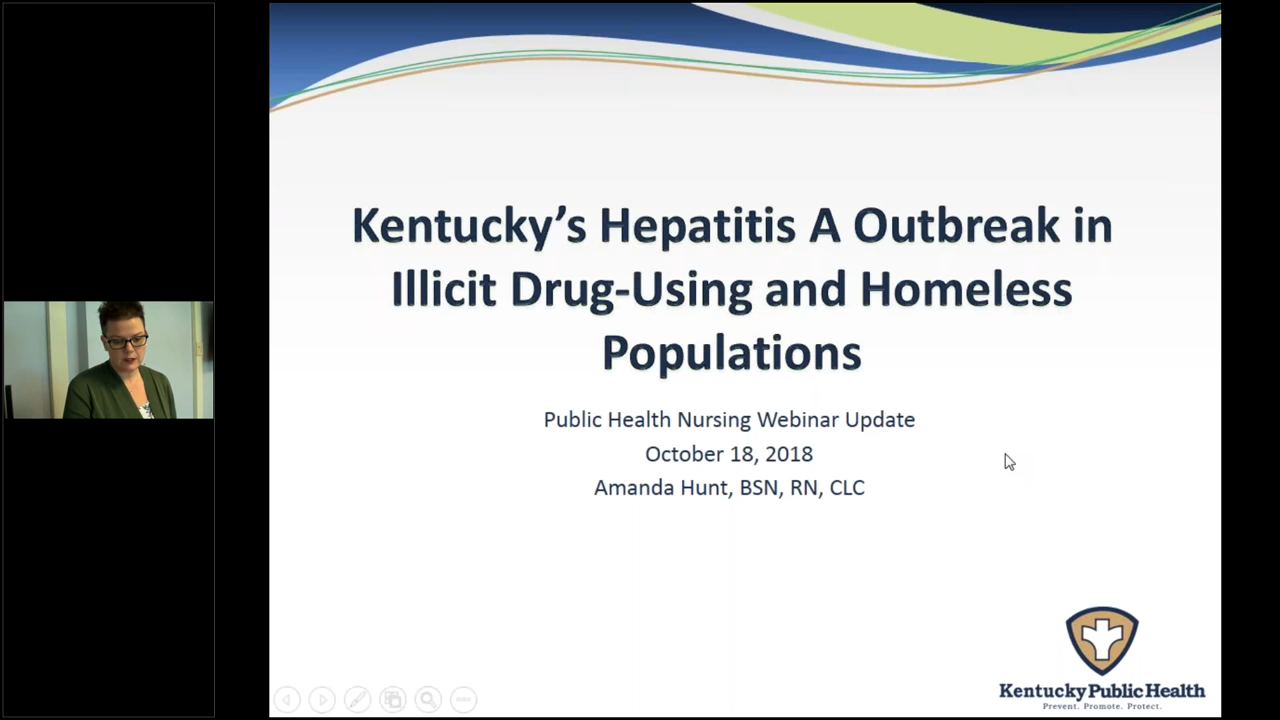 Kentucky's Hepatitis A Outbreak in
Illicit Drug-Using and Homeless
Populations
Public Health Nursing Webinar Update
October 18, 2018
Amanda Hunt, BSN, RN, CLC
Kentucky Public Health
Prevent. Promote. Protect.